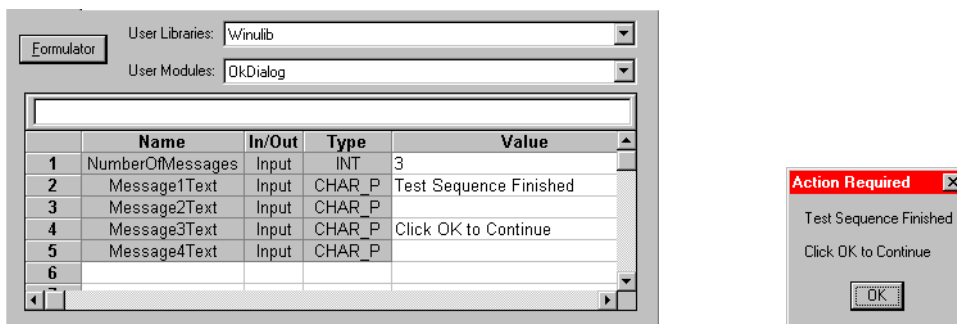 Formulator
User Libraries: Winulib
User Modules: OkDialog
Name In/Out Type Value
1 NumberOfMessages Input INT 3
2 Message1Text Input CHAR_P Test Sequence Finished
3 Message2Text Input CHAR_P
4 Message3Text Input CHAR_P Click OK to Continue
5 Message4Text Input CHAR_P
6
Action Required
Test Sequence Finished
Click OK to Continue
OK